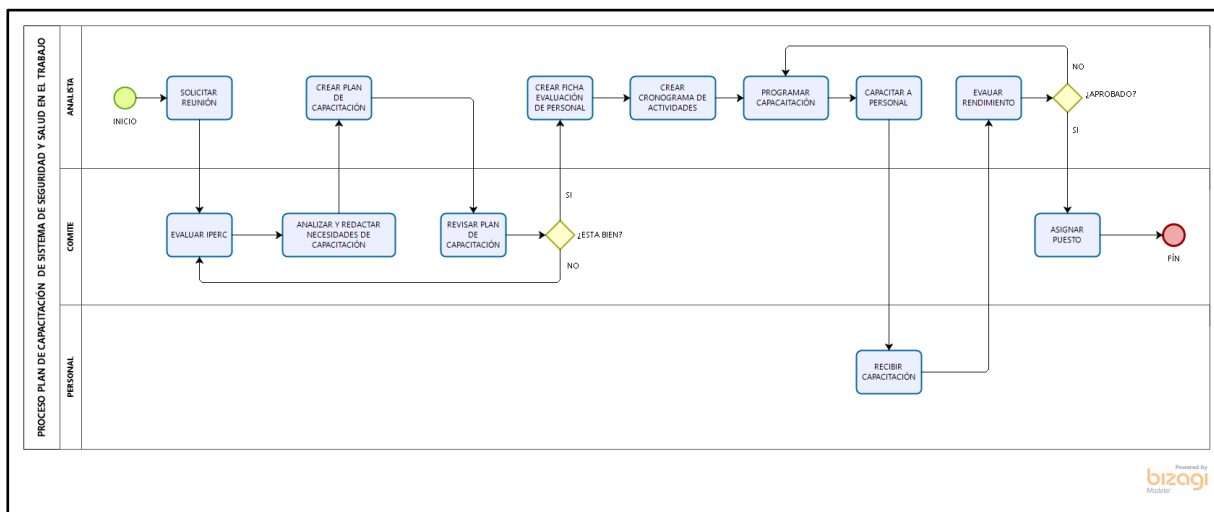 PROCESO PLAN DE CAPACITACIÓN DE SISTEMA DE SEGURIDAD Y SALUD EN EL TRABAJO
ANALISTA
INICIO
SOLICITAR
REUNIÓN
CREAR PLAN
DE
CAPACITACIÓN
CREAR FICHA
EVALUACIÓN
DE PERSONAL
CREAR
CRONOGRAMA DE
ACTIVIDADES
PROGRAMAR
CAPACAITACIÓN
CAPACITAR A
PERSONAL
EVAUAR
RENDIMIENTO
¿APROBADO?
NO
SI
COMITE
EVALUAR IPERC
ANALIZAR Y REDACTAR
NECESIDADES DE
CAPACITACIÓN
REVISAR PLAN
DE
CAPACITACIÓN
¿ESTA BIEN?
SI
NO
ASIGNAR
PUESTO
FÍN
PERSONAL
RECIBIR
CAPACITACIÓN
Powered by
bizagi
Modeler